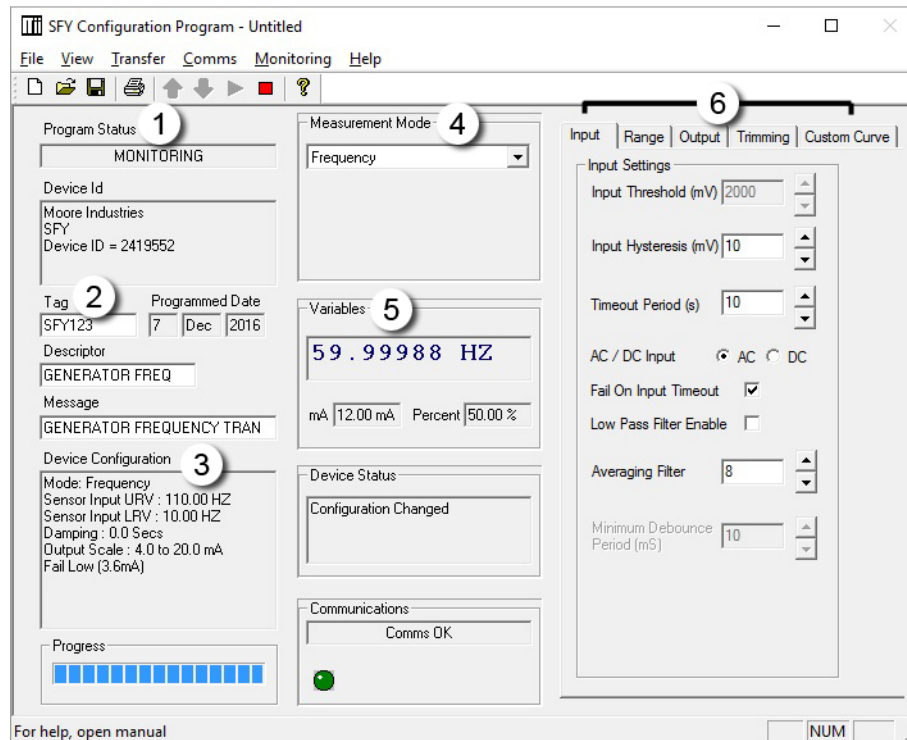 SFY Configuration Program - Untitled
File View Transfer Comms Monitoring Help
Program Status 1
MONITORING
Device Id
Moore Industries
SFY
Device ID = 2419552
Tag 2 Programmed Date
SFY123 7 Dec 2016
Descriptor
GENERATOR FREQ
Message
GENERATOR FREQUENCY TRAN
Device Configuration 3
Mode: Frequency
Sensor Input URV : 110.00 HZ
Sensor Input LRV : 10.00 HZ
Damping : 0.0 Secs
Output Scale : 4.0 to 20.0 mA
Fail Low (3.6mA)
Progress
Measurement Mode 4
Frequency
Variables 5
59.99988 HZ
mA 12.00 mA Percent 50.00 %
Device Status
Configuration Changed
Communications
Comms OK
6
Input Range Output Trimming Custom Curve
Input Settings
Input Threshold (mV) 2000
Input Hysteresis (mV) 10
Timeout Period (s) 10
AC / DC Input AC DC
Fail On Input Timeout
Low Pass Filter Enable
Averaging Filter 8
Minimum Debounce
Period (mS) 10
For help, open manual NUM